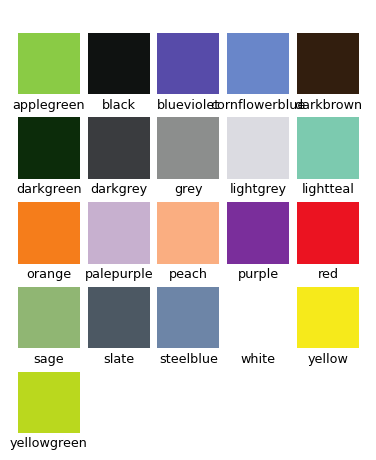 applegreen black blueviolet cornflowerblue darkbrown
darkgreen darkgrey grey lightgrey lightteal
orange palepurple peach purple red
sage slate steelblue white yellow
yellowgreen